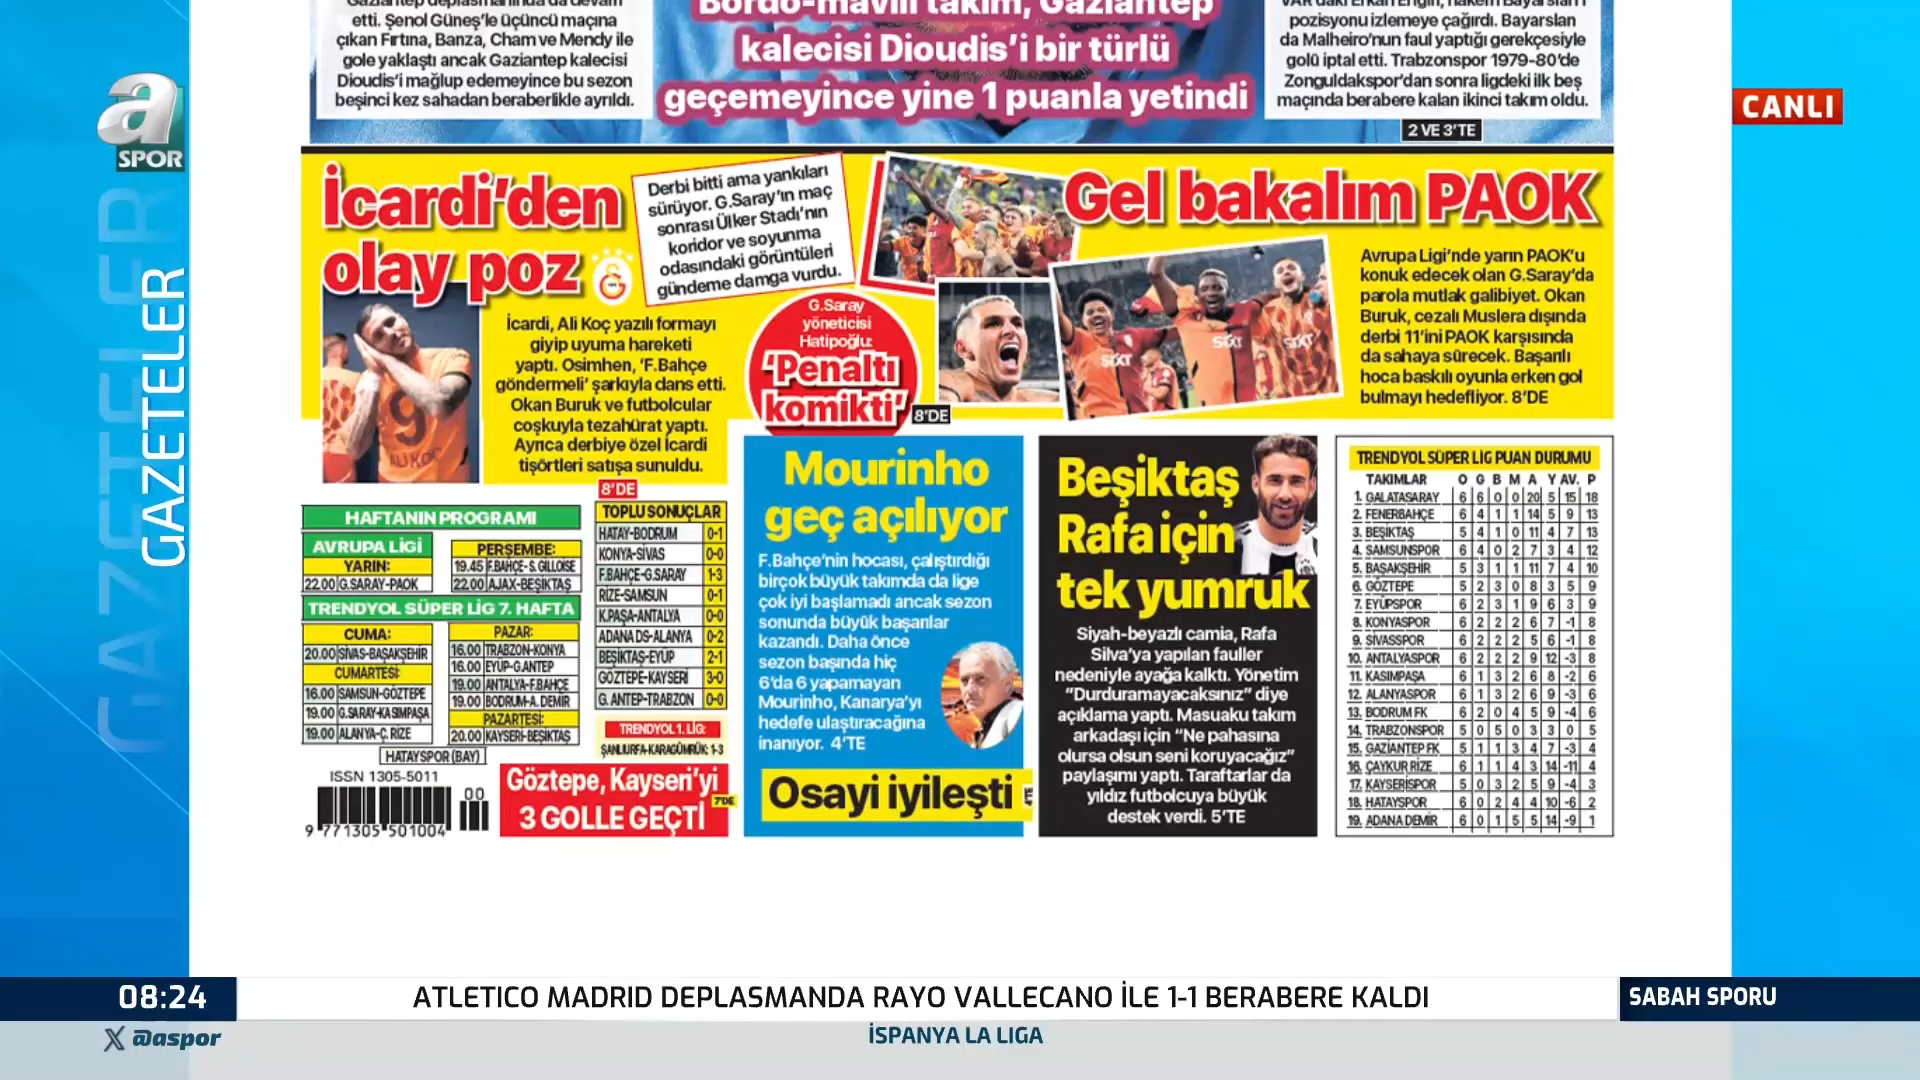 a
SPOR
GAZETELER
GAZETELER
CANLI
Gaziantep deplasmanında da devam
etti. Şenol Güneş'le üçüncü maçına
çıkan Fırtına, Banza, Cham ve Mendy ile
gole yaklaştı ancak Gaziantep kalecisi
Dioudis'i mağlup edemeyince bu sezon
beşinci kez sahadan beraberlikle ayrıldı.
Bordo-mavili takım, Gaziantep
kalecisi Dioudis'i bir türlü
geçemeyince yine 1 puanla yetindi
VAR'daki Erkan Engin, hakem Bayarslan'ı
pozisyonu izlemeye çağırdı. Bayarslan
da Malheiro'nun faul yaptığı gerekçesiyle
golü iptal etti. Trabzonspor 1979-80'de
Zonguldakspor'dan sonra ligdeki ilk beş
maçında berabere kalan ikinci takım oldu.
2 VE 3'TE
İcardi'den
olay poz
Derbi bitti ama yankıları
sürüyor. G.Saray'ın maç
sonrası Ülker Stadı'nın
koridor ve soyunma
odasındaki görüntüleri
gündeme damga vurdu.
İcardi, Ali Koç yazılı formayı
giyip uyuma hareketi
yaptı. Osimhen, 'F.Bahçe
göndermeli' şarkıyla dans etti.
Okan Buruk ve futbolcular
coşkuyla tezahürat yaptı.
Ayrıca derbiye özel İcardi
tişörtleri satışa sunuldu.
8'DE
9
ALI KOÇ
G.Saray
yöneticisi
Hatipoğlu:
'Penaltı
komikti'
8'DE
SIXT
SIXT
SIXT
Gel bakalım PAOK
Avrupa Ligi'nde yarın PAOK'u
konuk edecek olan G.Saray'da
parola mutlak galibiyet. Okan
Buruk, cezalı Muslera dışında
derbi 11'ini PAOK karşısında
da sahaya sürecek. Başarılı
hoca baskılı oyunla erken gol
bulmayı hedefliyor. 8'DE
HAFTANIN PROGRAMI
AVRUPA LİGİ
YARIN:
22.00 G.SARAY-PAOK
PERŞEMBE:
19.45 F.BAHÇE-S. GILLOISE
22.00 AJAX-BEŞİKTAŞ
TRENDYOL SÜPER LİG 7. HAFTA
CUMA:
20.00 SİVAS-BAŞAKŞEHİR
CUMARTESİ:
16.00 SAMSUN-GÖZTEPE
19.00 G.SARAY-KASIMPAŞA
19.00 ALANYA-Ç. RİZE
PAZAR:
16.00 TRABZON-KONYA
16.00 EYÜP-G.ANTEP
19.00 ANTALYA-F.BAHÇE
19.00 BODRUM-A. DEMİR
PAZARTESİ:
20.00 KAYSERİ-BEŞİKTAŞ
HATAYSPOR (BAY)
ISSN 1305-5011
00
9 771305 501004
TOPLU SONUÇLAR
HATAY-BODRUM 0-1
KONYA-SİVAS 0-0
F.BAHÇE-G.SARAY 1-3
RİZE-SAMSUN 0-1
K.PAŞA-ANTALYA 0-0
ADANA DS-ALANYA 0-2
BEŞİKTAŞ-EYÜP 2-1
GÖZTEPE-KAYSERİ 3-0
G. ANTEP-TRABZON 0-0
TRENDYOL 1. LİG:
ŞANLIURFA-KARAGÜMRÜK: 1-3
Göztepe, Kayseri'yi
3 GOLLE GEÇTİ
7'DE
Mourinho
geç açılıyor
F.Bahçe'nin hocası, çalıştırdığı
birçok büyük takımda da lige
çok iyi başlamadı ancak sezon
sonunda büyük başarılar
kazandı. Daha önce
sezon başında hiç
6'da 6 yapamayan
Mourinho, Kanarya'yı
hedefe ulaştıracağına
inanıyor. 4'TE
Osayi iyileşti
4'TE
Beşiktaş
Rafa için
tek yumruk
Siyah-beyazlı camia, Rafa
Silva'ya yapılan fauller
nedeniyle ayağa kalktı. Yönetim
"Durduramayacaksınız" diye
açıklama yaptı. Masuaku takım
arkadaşı için "Ne pahasına
olursa olsun seni koruyacağız"
paylaşımı yaptı. Taraftarlar da
yıldız futbolcuya büyük
destek verdi. 5'TE
TRENDYOL SÜPER LİG PUAN DURUMU
TAKIMLAR O G B M A Y AV. P
1. GALATASARAY 6 6 0 0 20 5 15 18
2. FENERBAHÇE 6 4 1 1 14 5 9 13
3. BEŞİKTAŞ 5 4 1 0 11 4 7 13
4. SAMSUNSPOR 6 4 0 2 7 3 4 12
5. BAŞAKŞEHİR 5 3 1 1 11 7 4 10
6. GÖZTEPE 5 2 3 0 8 3 5 9
7. EYÜPSPOR 6 2 3 1 9 6 3 9
8. KONYASPOR 6 2 2 2 6 7 -1 8
9. SİVASSPOR 6 2 2 2 5 6 -1 8
10. ANTALYASPOR 6 2 2 2 9 12 -3 8
11. KASIMPAŞA 6 1 3 2 6 8 -2 6
12. ALANYASPOR 6 1 3 2 6 9 -3 6
13. BODRUM FK 6 2 0 4 5 9 -4 6
14. TRABZONSPOR 5 0 5 0 3 3 0 5
15. GAZİANTEP FK 5 1 1 3 4 7 -3 4
16. ÇAYKUR RİZE 6 1 1 4 3 14 -11 4
17. KAYSERİSPOR 5 0 3 2 5 9 -4 3
18. HATAYSPOR 6 0 2 4 4 10 -6 2
19. ADANA DEMİR 6 0 1 5 5 14 -9 1
08:24
ATLETICO MADRID DEPLASMANDA RAYO VALLECANO İLE 1-1 BERABERE KALDI
SABAH SPORU
X @aspor
İSPANYA LA LIGA